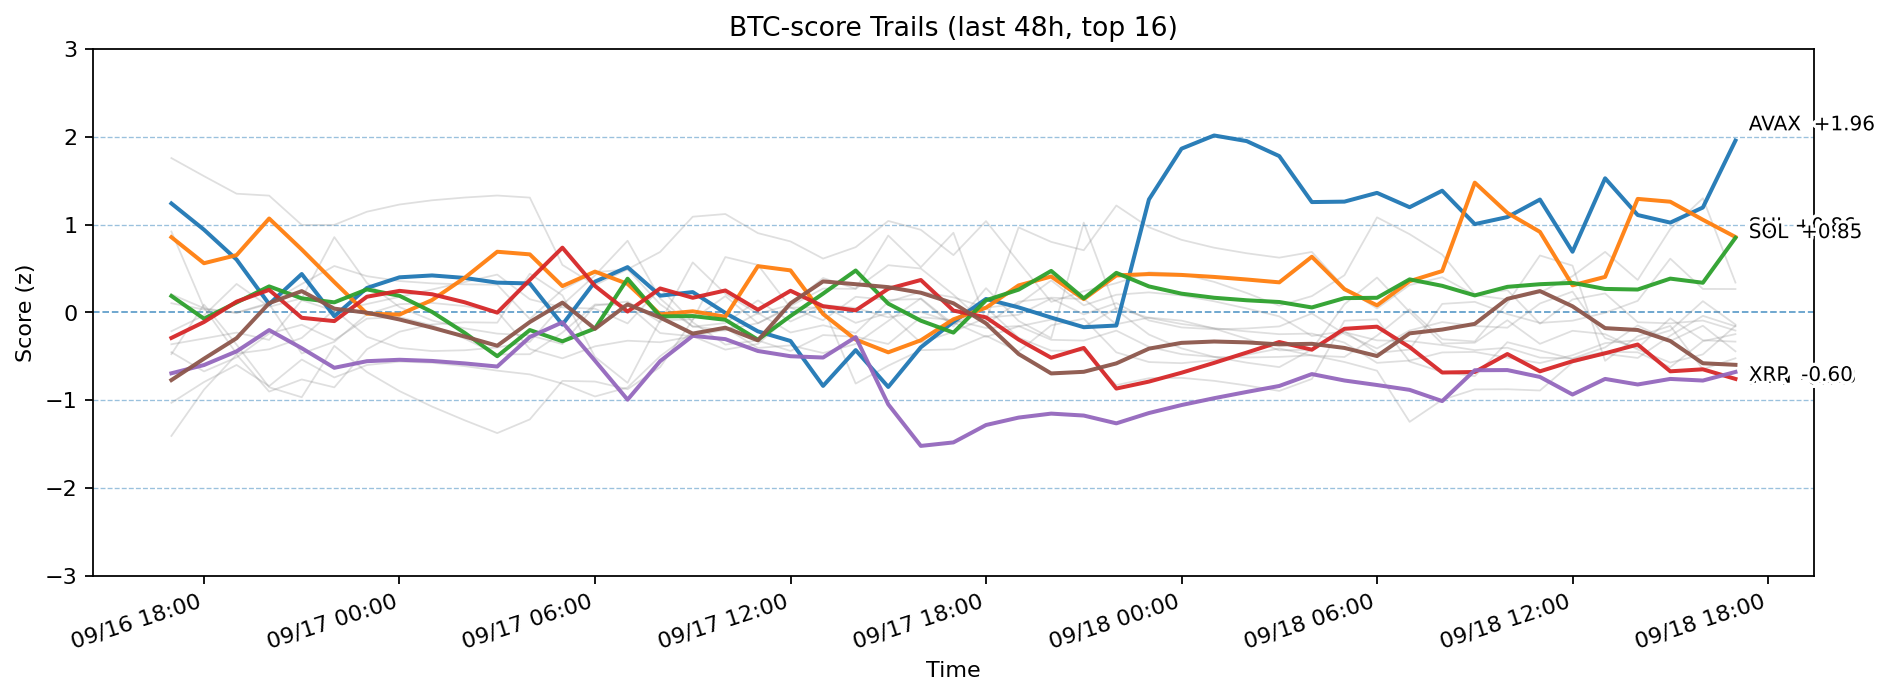 BTC-score Trails (last 48h, top 16)
Score (z)
3
2
1
0
−1
−2
−3
AVAX +1.96
SOL +0.85
XRP -0.60
09/16 18:00
09/17 00:00
09/17 06:00
09/17 12:00
09/17 18:00
09/18 00:00
09/18 06:00
09/18 12:00
09/18 18:00
Time